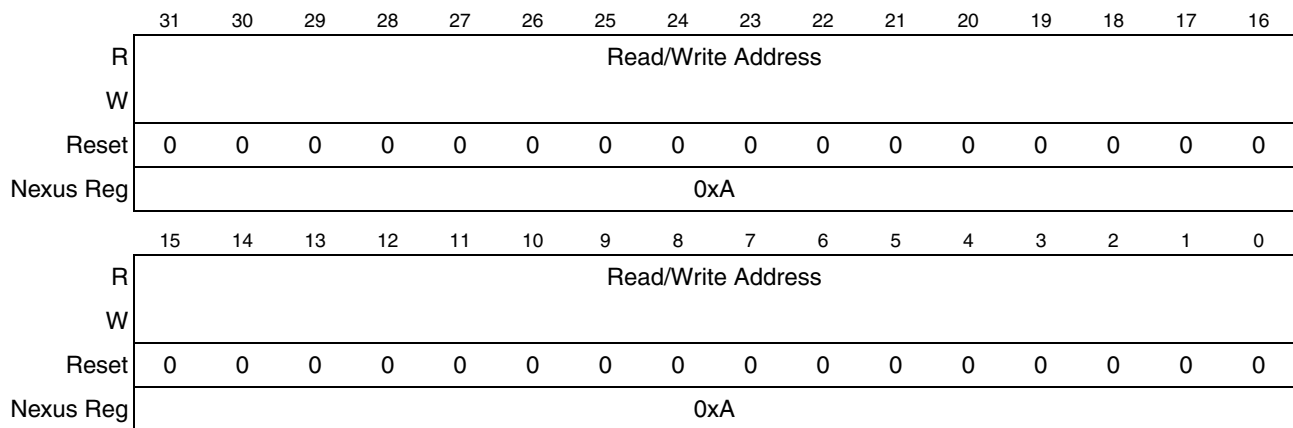 31 30 29 28 27 26 25 24 23 22 21 20 19 18 17 16
R Read/Write Address
W
Reset 0 0 0 0 0 0 0 0 0 0 0 0 0 0 0 0
Nexus Reg 0xA
15 14 13 12 11 10 9 8 7 6 5 4 3 2 1 0
R Read/Write Address
W
Reset 0 0 0 0 0 0 0 0 0 0 0 0 0 0 0 0
Nexus Reg 0xA